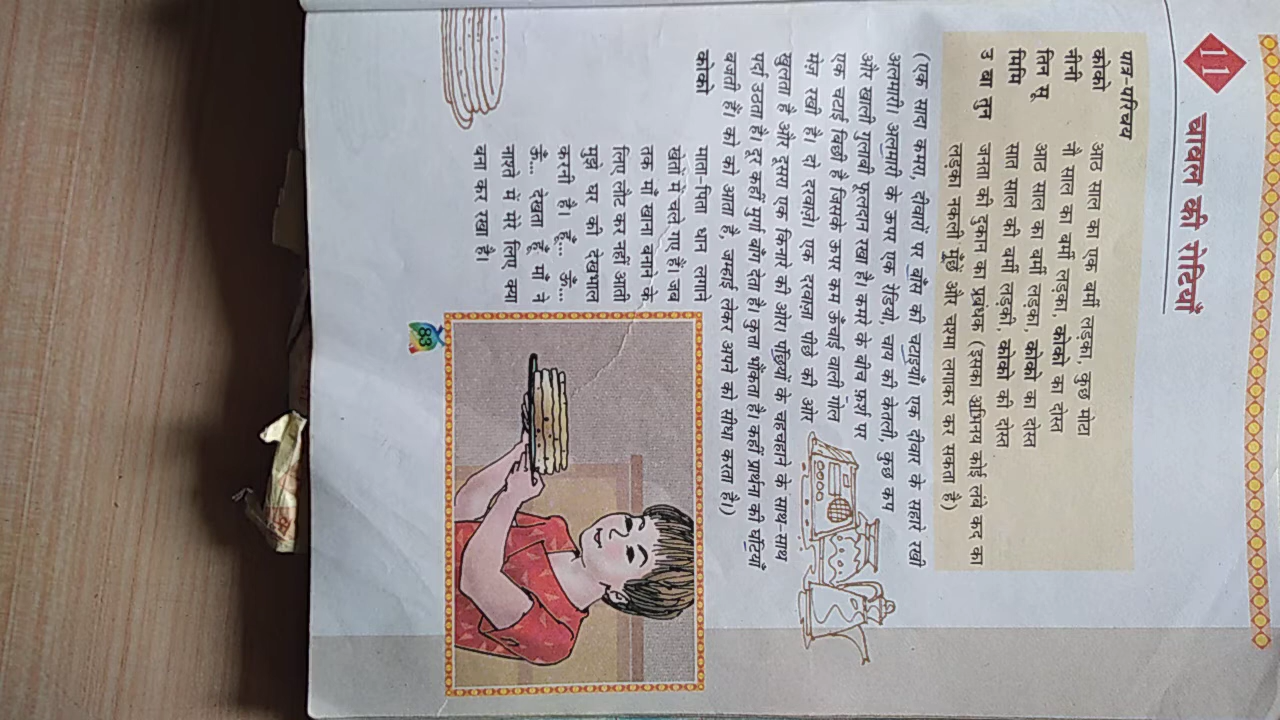 11
चावल की रोटियाँ
पात्र-परिचय
कोको आठ साल का एक बर्मी लड़का, कुछ मोटा
नीनी नौ साल का बर्मी लड़का, कोको का दोस्त
तिन सू आठ साल का बर्मी लड़का, कोको का दोस्त
मिमि सात साल की बर्मी लड़की, कोको की दोस्त
उ बा तुन जनता की दुकान का प्रबंधक (इसका अभिनय कोई लंबे कद का
लड़का नकली मूँछें और चश्मा लगाकर कर सकता है)
(एक सादा कमरा, दीवारों पर बाँस की चटाइयाँ। एक दीवार के सहारे रखी
अलमारी। अलमारी के ऊपर एक रेडियो, चाय की केतली, कुछ कप
और खाली गुलाबी फूलदान रखा है। कमरे के बीच फ़र्श पर
एक चटाई बिछी है जिसके ऊपर कम ऊँचाई वाली गोल
मेज़ रखी है। दो दरवाज़े। एक दरवाज़ा पीछे की ओर
खुलता है और दूसरा एक किनारे की ओर। पंछियों के चहचहाने के साथ-साथ
पर्दा उठता है। दूर कहीं मुर्गा बाँग देता है। कुत्ता भौंकता है। कहीं प्रार्थना की घंटियाँ
बजती हैं। को को आता है, जम्हाई लेकर अपने को सीधा करता है।)
कोको माता-पिता धान लगाने
खेतों में चले गए हैं। जब
तक माँ खाना बनाने के
लिए लौट कर नहीं आती
मुझे घर की देखभाल
करनी है। हूँ... ऊँ...
ऊँ... देखता हूँ माँ ने
नाश्ते में मेरे लिए क्या
बना कर रखा है।
83